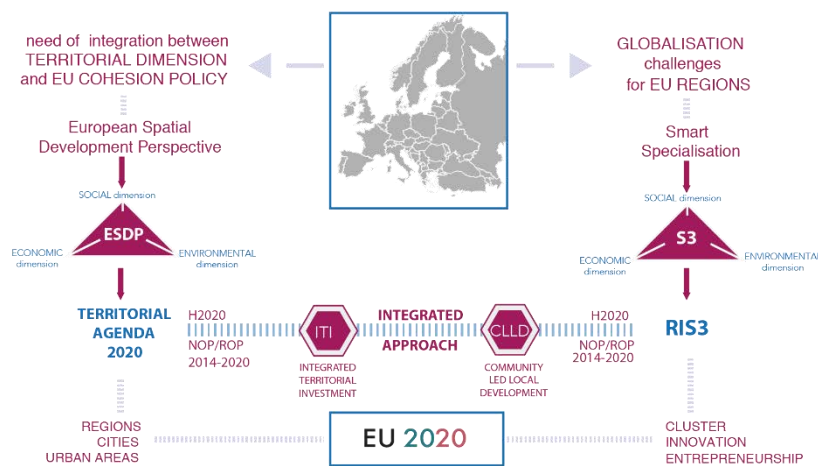 need of integration between
TERRITORIAL DIMENSION
and EU COHESION POLICY
GLOBALISATION
challenges
for EU REGIONS
European Spatial
Development Perspective
Smart
Specialisation
SOCIAL dimension
ESDP
ECONOMIC
dimension
ENVIRONMENTAL
dimension
SOCIAL dimension
S3
ECONOMIC
dimension
ENVIRONMENTAL
dimension
TERRITORIAL
AGENDA
2020
H2020
NOP/ROP
2014-2020
ITI
INTEGRATED
TERRITORIAL
INVESTMENT
INTEGRATED
APPROACH
CLLD
COMMUNITY
LED LOCAL
DEVELOPMENT
H2020
NOP/ROP
2014-2020
RIS3
REGIONS
CITIES
URBAN AREAS
EU 2020
CLUSTER
INNOVATION
ENTREPRENEURSHIP